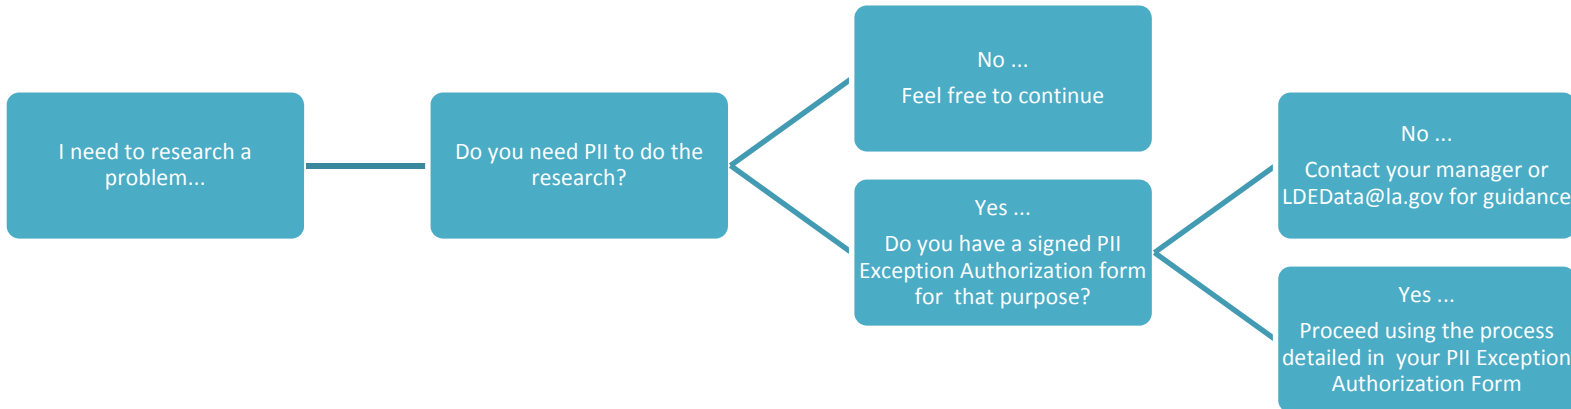 I need to research a
problem...
Do you need PII to do the
research?
No ...
Feel free to continue
Yes ...
Do you have a signed PII
Exception Authorization form
for  that purpose?
No ...
Contact your manager or
LDEData@la.gov for guidance
Yes ...
Proceed using the process
detailed in  your PII Exception
Authorization Form